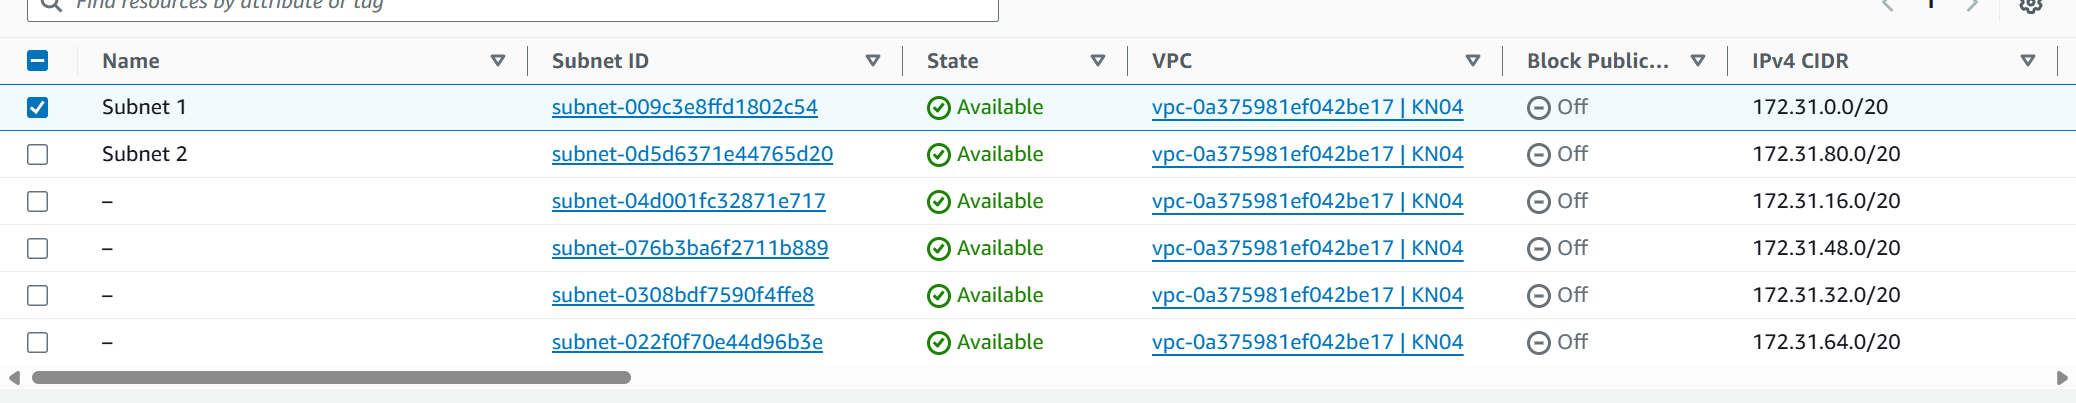 Find resources by attribute or tag 1
Name Subnet ID State VPC Block Public... IPv4 CIDR
Subnet 1 subnet-009c3e8ffd1802c54 Available vpc-0a375981ef042be17 | KN04 Off 172.31.0.0/20
Subnet 2 subnet-0d5d6371e44765d20 Available vpc-0a375981ef042be17 | KN04 Off 172.31.80.0/20
– subnet-04d001fc32871e717 Available vpc-0a375981ef042be17 | KN04 Off 172.31.16.0/20
– subnet-076b3ba6f2711b889 Available vpc-0a375981ef042be17 | KN04 Off 172.31.48.0/20
– subnet-0308bdf7590f4ffe8 Available vpc-0a375981ef042be17 | KN04 Off 172.31.32.0/20
– subnet-022f0f70e44d96b3e Available vpc-0a375981ef042be17 | KN04 Off 172.31.64.0/20